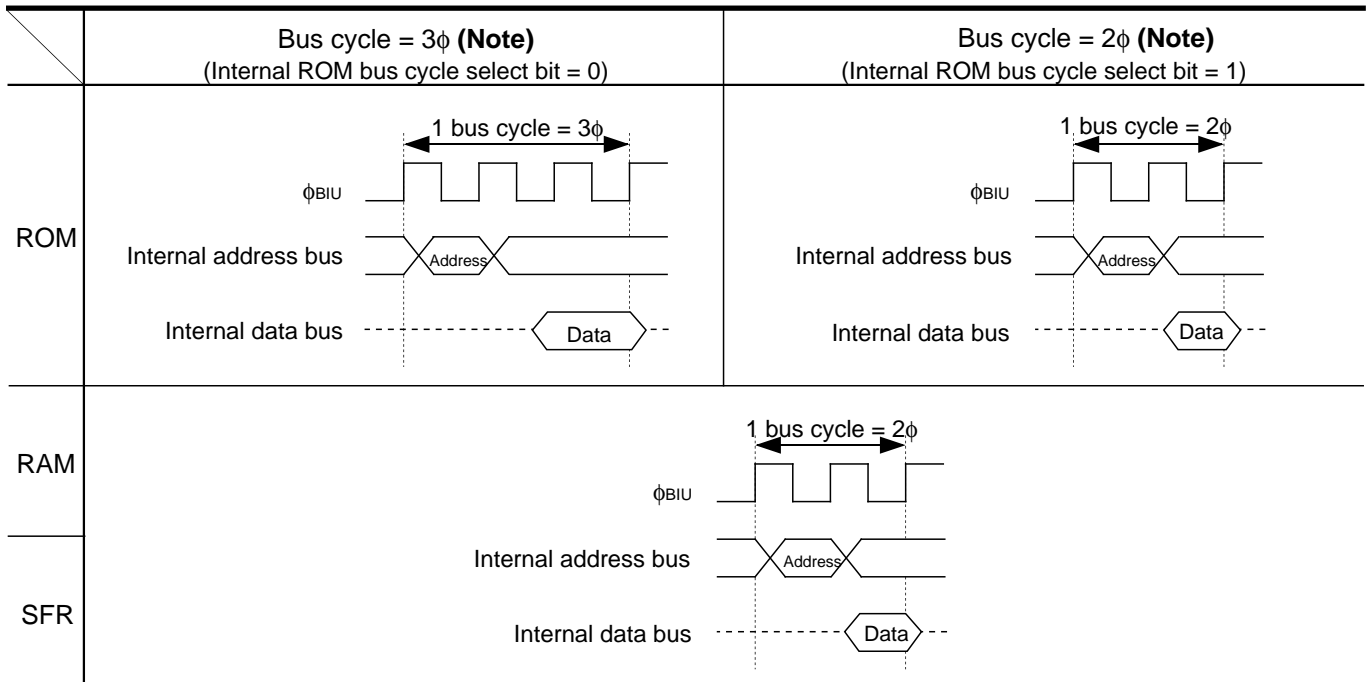 Bus cycle = 3ϕ (Note)
(Internal ROM bus cycle select bit = 0)
Bus cycle = 2ϕ (Note)
(Internal ROM bus cycle select bit = 1)
ROM
1 bus cycle = 3ϕ
ϕBIU
Internal address bus
Address
Internal data bus
Data
1 bus cycle = 2ϕ
ϕBIU
Internal address bus
Address
Internal data bus
Data
RAM
SFR
1 bus cycle = 2ϕ
ϕBIU
Internal address bus
Address
Internal data bus
Data